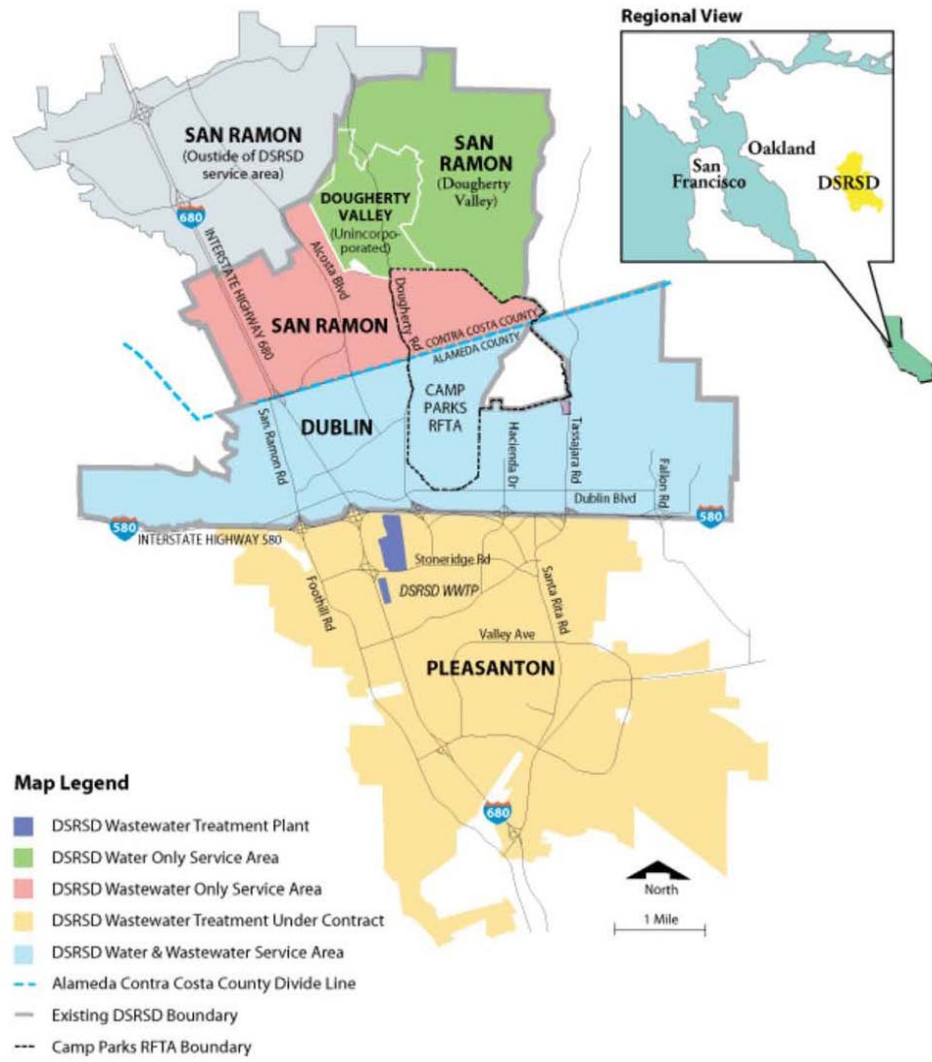 Regional View
Oakland
San
Francisco
DSRSD
SAN RAMON
(Oustide of DSRSD
service area)
SAN
RAMON
(Dougherty
Valley)
DOUGHERTY
VALLEY
(Unincorpo-
porated)
680
INTERSTATE HIGHWAY 680
Alcosta Blvd
Dougherty Rd
SAN RAMON
CONTRA COSTA COUNTY
ALAMEDA COUNTY
CAMP
PARKS
RFTA
DUBLIN
San Ramon Rd
Hacienda Dr
Tassajara Rd
Fallon Rd
Dublin Blvd
580
580
INTERSTATE HIGHWAY 580
Stoneridge Rd
DSRSD WWTP
Foothill Rd
Santa Rita Rd
Valley Ave
PLEASANTON
680
Map Legend
DSRSD Wastewater Treatment Plant
DSRSD Water Only Service Area
DSRSD Wastewater Only Service Area
DSRSD Wastewater Treatment Under Contract
DSRSD Water & Wastewater Service Area
Alameda Contra Costa County Divide Line
Existing DSRSD Boundary
Camp Parks RFTA Boundary
North
1 Mile